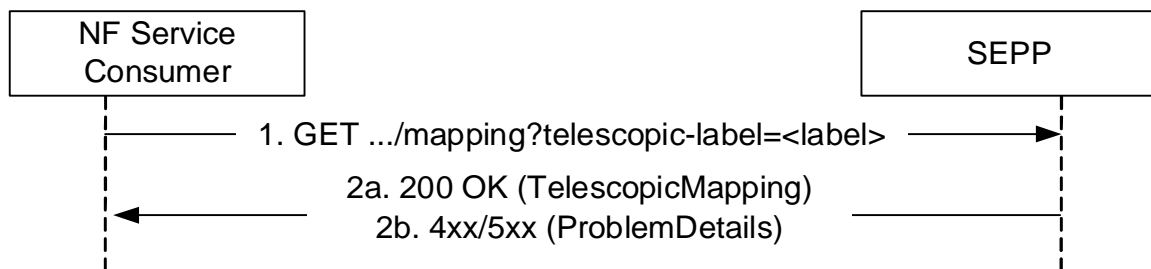 NF Service
Consumer
SEPP
1. GET .../mapping?telescopic-label=<label>
2a. 200 OK (TelescopicMapping)
2b. 4xx/5xx (ProblemDetails)